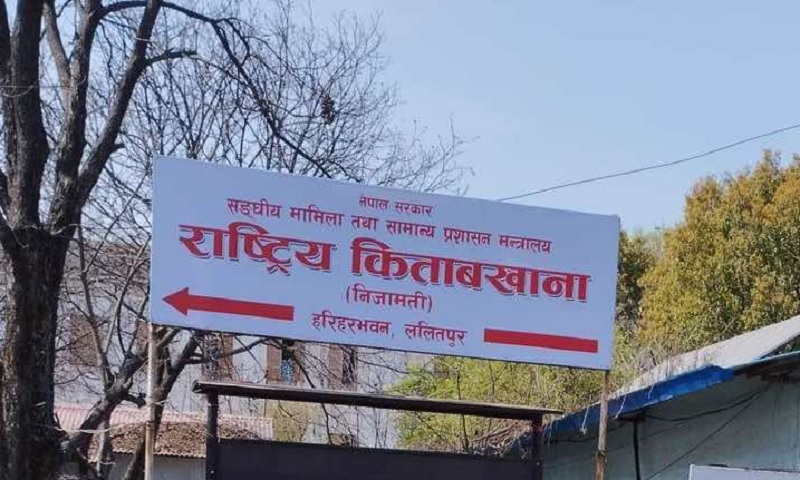 नेपाल सरकार
सङ्घीय मामिला तथा सामान्य प्रशासन मन्त्रालय
राष्ट्रिय किताबखाना
(निजामती)
हरिहरभवन, ललितपुर